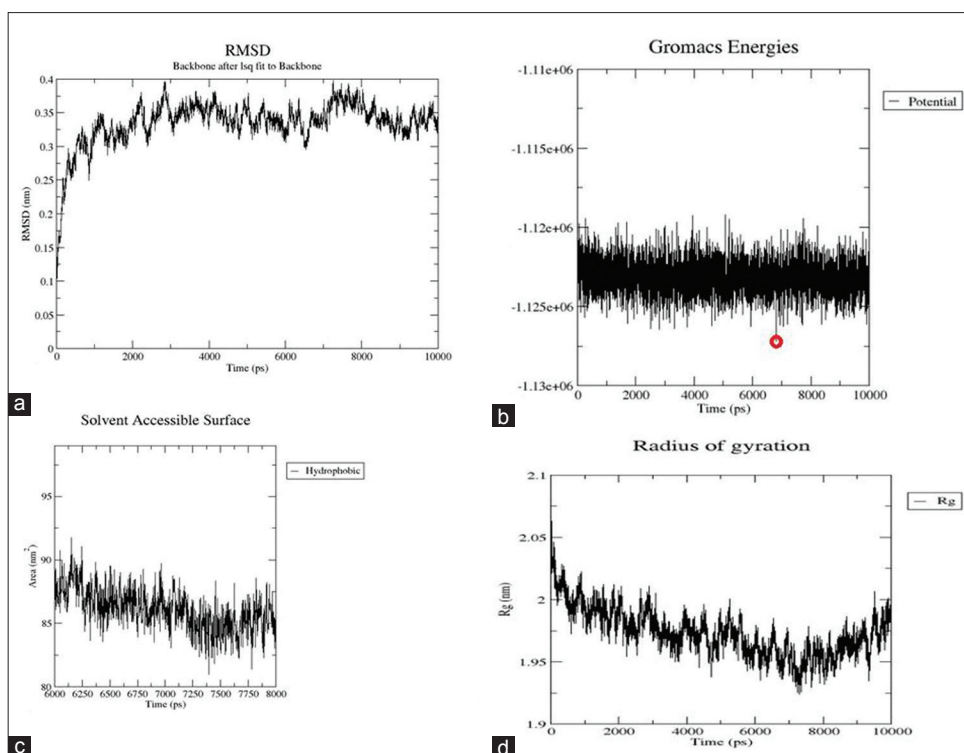 RMSD
Backbone after lsq fit to Backbone
0.4
0.35
0.3
0.25
0.2
0.15
0.1
0.05
0
RMSD (nm)
0 2000 4000 6000 8000 10000
Time (ps)
a
Gromacs Energies
-1.11e+06
-1.115e+06
-1.12e+06
-1.125e+06
-1.13e+06
Potential
0 2000 4000 6000 8000 10000
Time (ps)
b
Solvent Accessible Surface
95
90
85
80
Area (nm²)
Hydrophobic
6000 6250 6500 6750 7000 7250 7500 7750 8000
Time (ps)
c
Radius of gyration
2.1
2.05
2
1.95
1.9
Rg (nm)
Rg
0 2000 4000 6000 8000 10000
Time (ps)
d